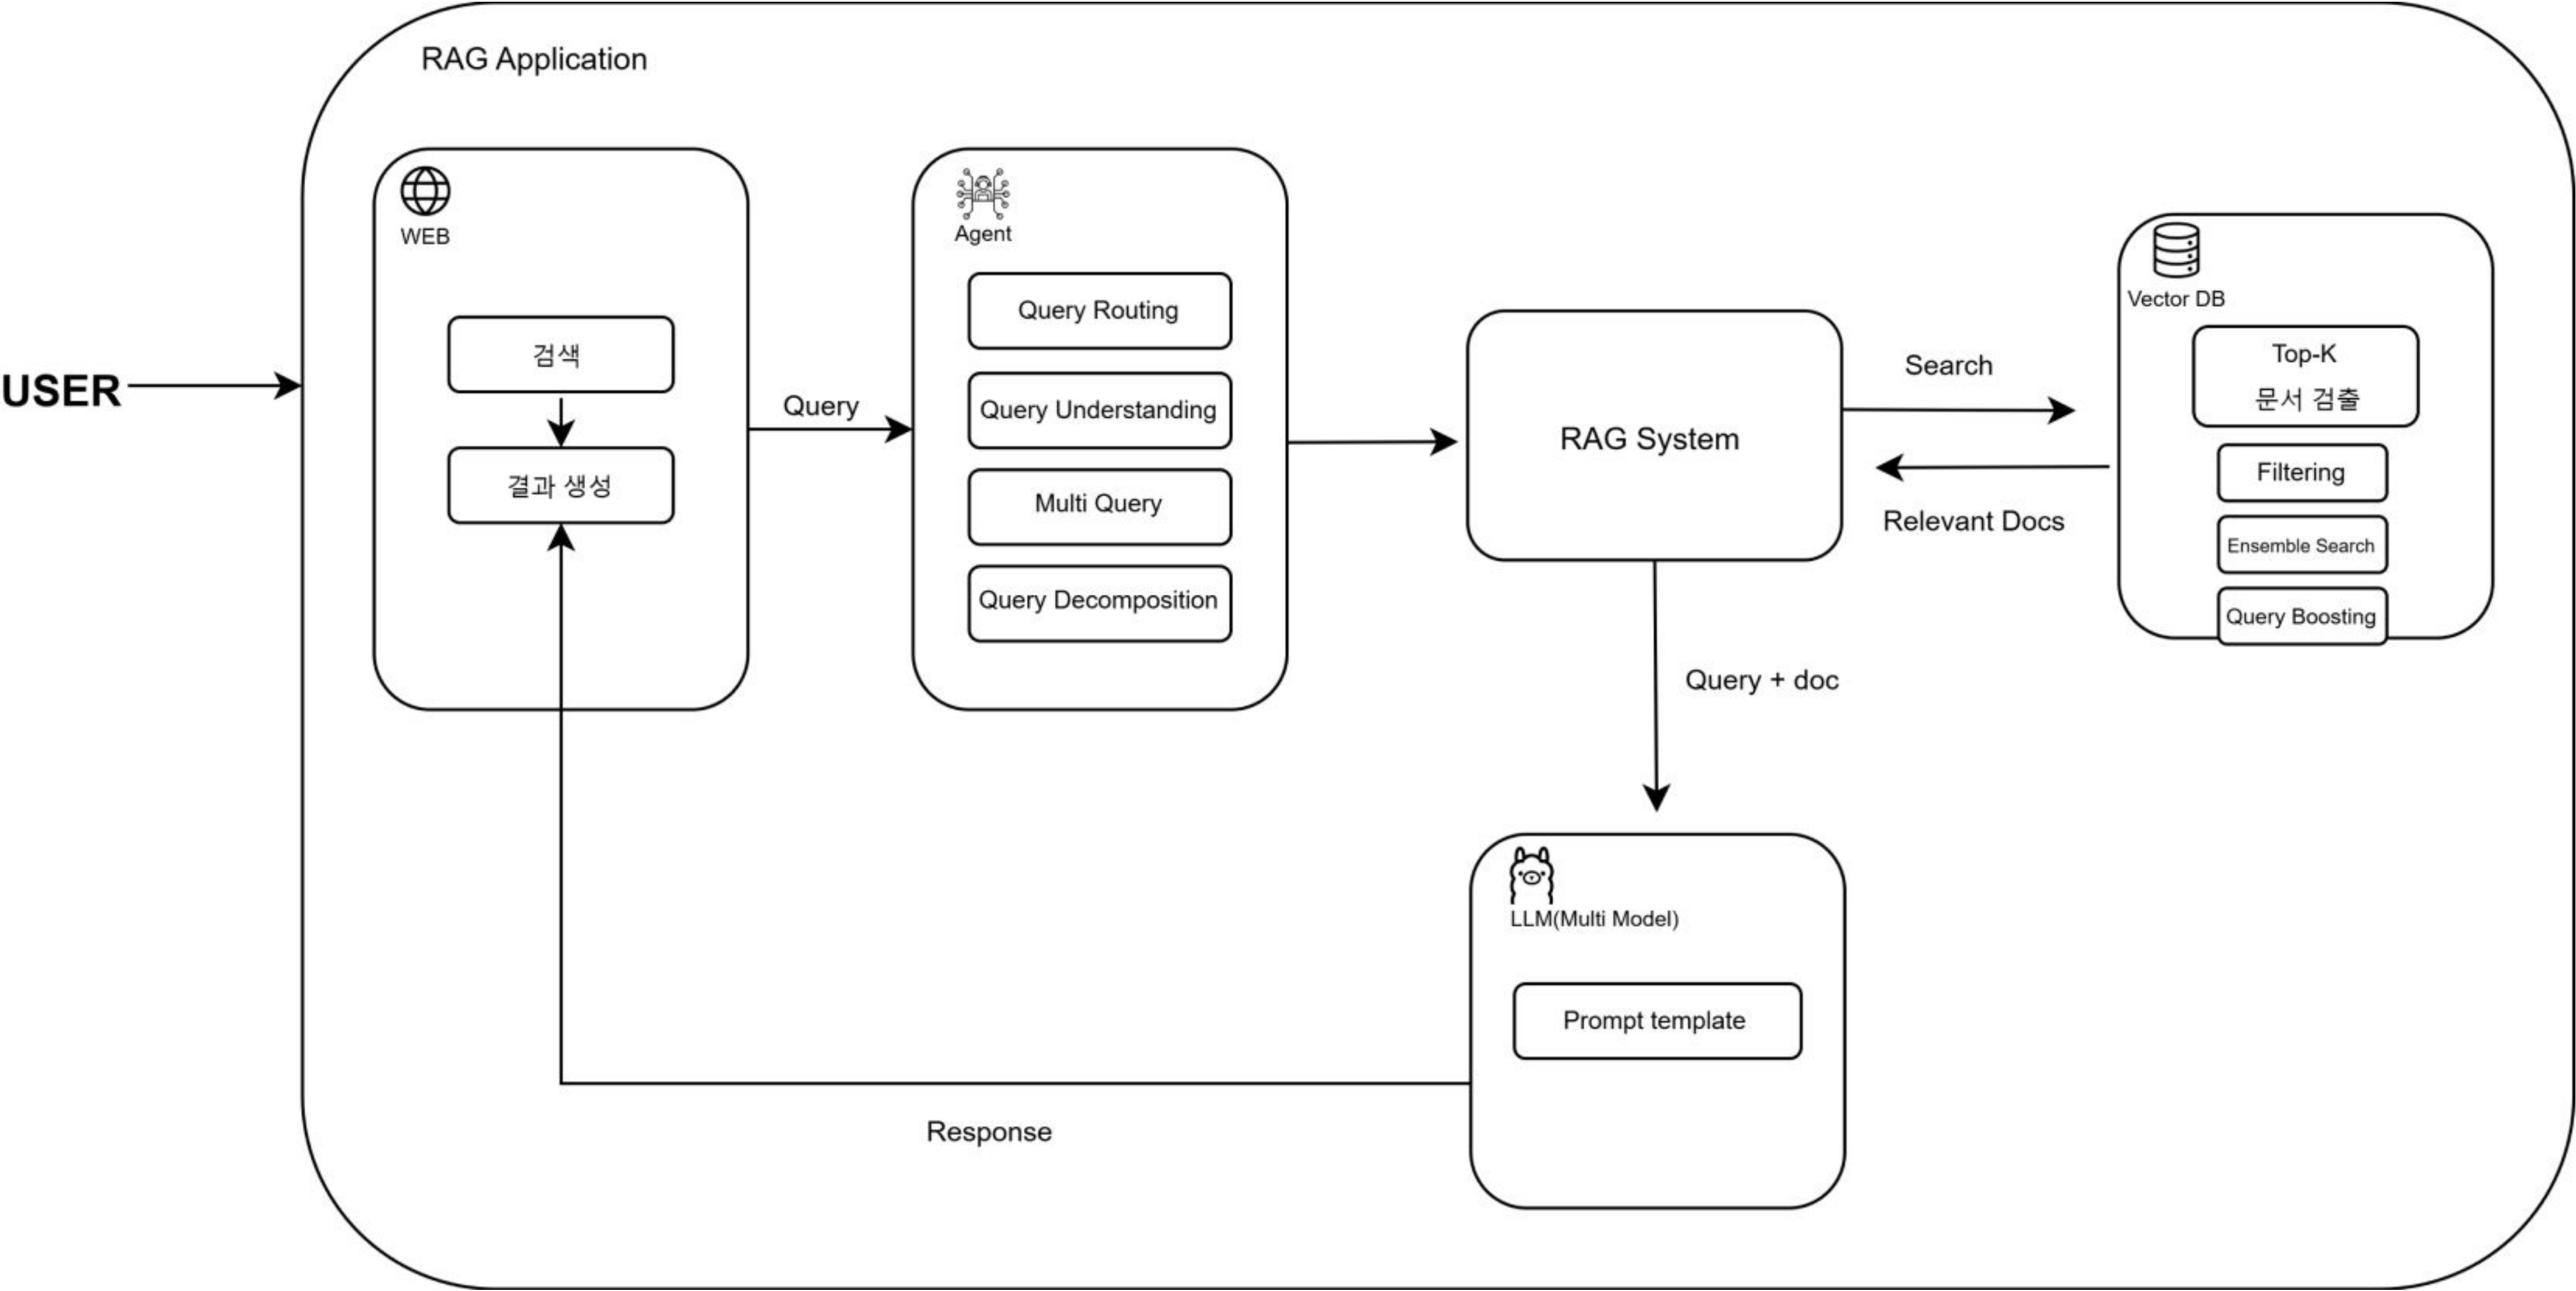 RAG Application
USER
WEB
검색
결과 생성
Query
Agent
Query Routing
Query Understanding
Multi Query
Query Decomposition
RAG System
Search
Relevant Docs
Vector DB
Top-K
문서 검출
Filtering
Ensemble Search
Query Boosting
Query + doc
LLM(Multi Model)
Prompt template
Response